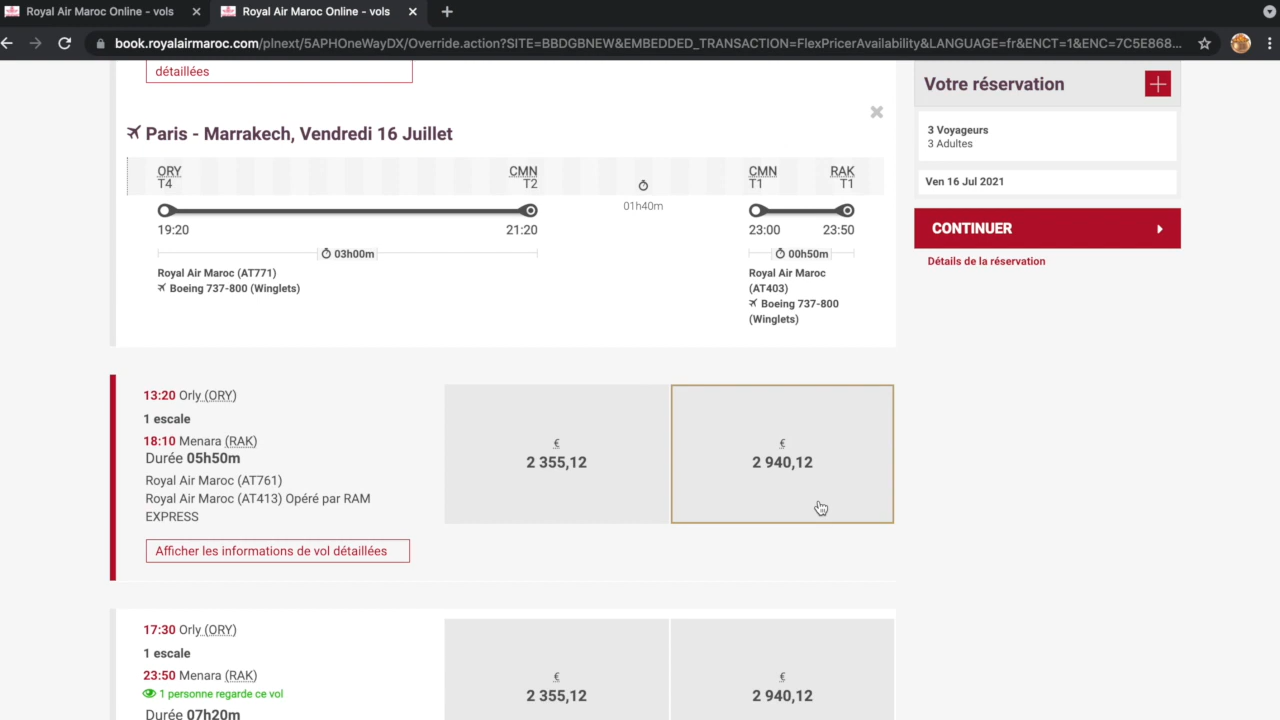 Royal Air Maroc Online - vols
Royal Air Maroc Online - vols
book.royalairmaroc.com/plnext/5APHOneWayDX/Override.action?SITE=BBDGBNEW&EMBEDDED_TRANSACTION=FlexPricerAvailability&LANGUAGE=fr&ENCT=1&ENC=7C5E868...
détaillées
Paris - Marrakech, Vendredi 16 Juillet
ORY
T4
CMN
T2
CMN
T1
RAK
T1
01h40m
19:20
21:20
23:00
23:50
03h00m
00h50m
Royal Air Maroc (AT771)
Boeing 737-800 (Winglets)
Royal Air Maroc
(AT403)
Boeing 737-800
(Winglets)
13:20 Orly (ORY)
1 escale
18:10 Menara (RAK)
Durée 05h50m
Royal Air Maroc (AT761)
Royal Air Maroc (AT413) Opéré par RAM
EXPRESS
Afficher les informations de vol détaillées
€
2 355,12
€
2 940,12
17:30 Orly (ORY)
1 escale
23:50 Menara (RAK)
1 personne regarde ce vol
Durée 07h20m
€
2 355,12
€
2 940,12
Votre réservation
3 Voyageurs
3 Adultes
Ven 16 Jul 2021
CONTINUER
Détails de la réservation